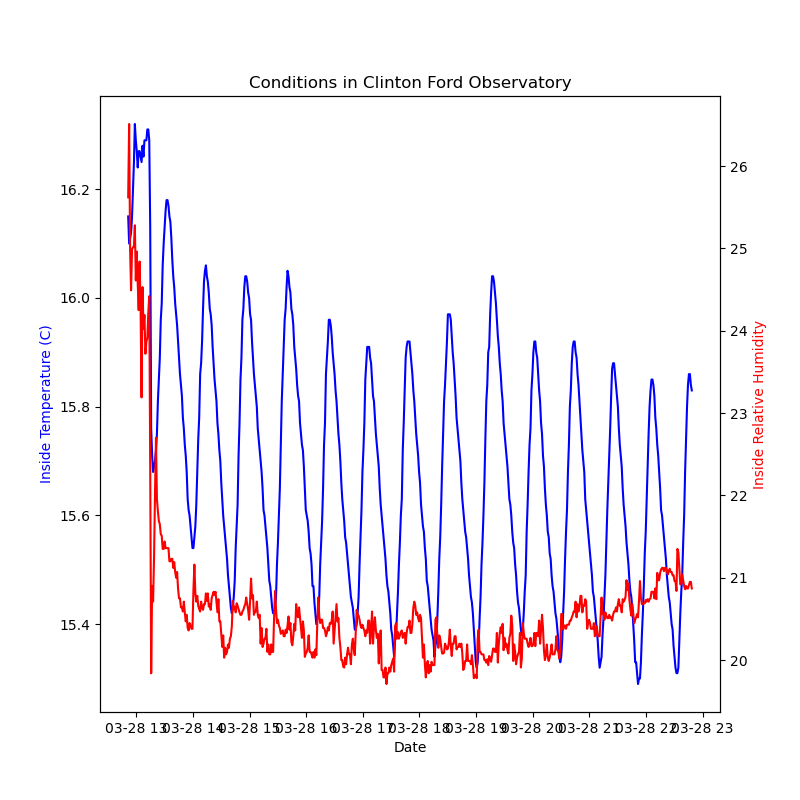 Conditions in Clinton Ford Observatory
Inside Temperature (C)
16.2
16.0
15.8
15.6
15.4
26
25
24
23
22
21
20
Inside Relative Humidity
03-28 13 03-28 14 03-28 15 03-28 16 03-28 17 03-28 18 03-28 19 03-28 20 03-28 21 03-28 22 03-28 23
Date